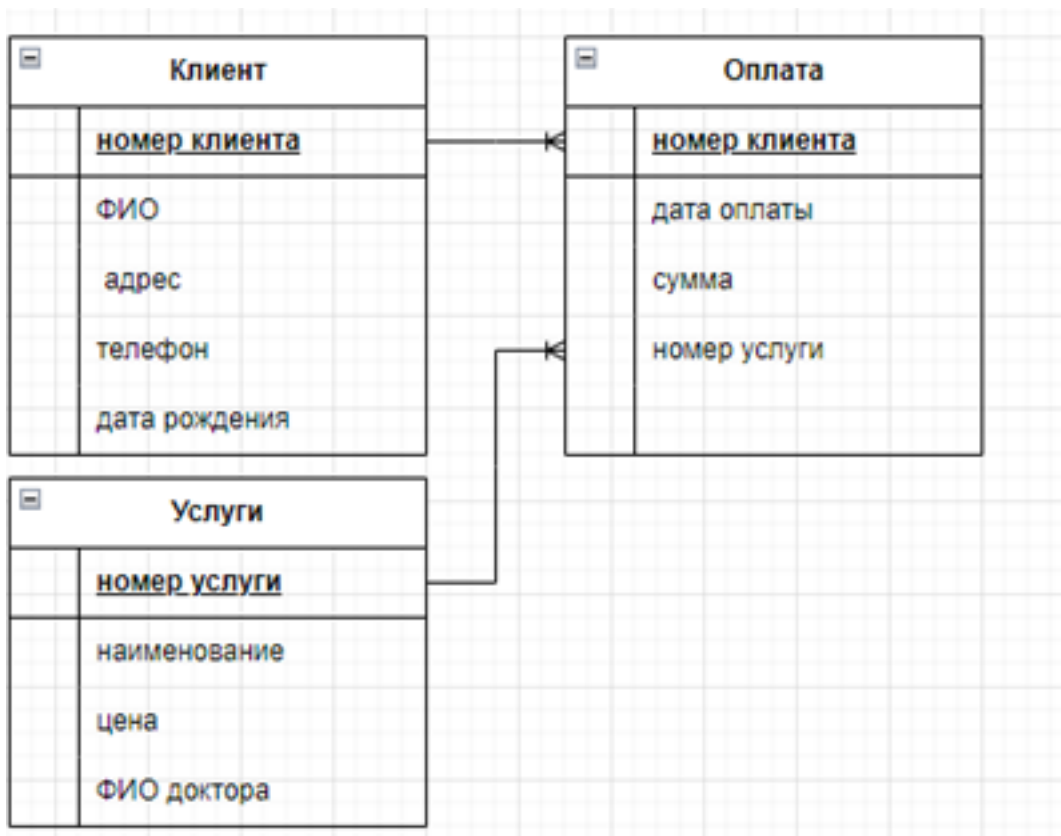 Клиент
номер клиента
ФИО
адрес
телефон
дата рождения
Оплата
номер клиента
дата оплаты
сумма
номер услуги
Услуги
номер услуги
наименование
цена
ФИО доктора